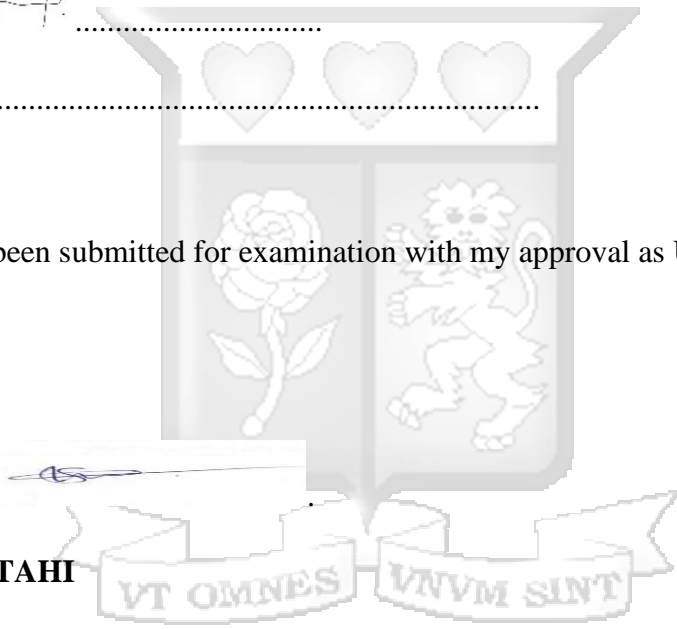 ..............................
....................................................................
been submitted for examination with my approval as U
.
TAHI
VT OMNES VNVM SINT